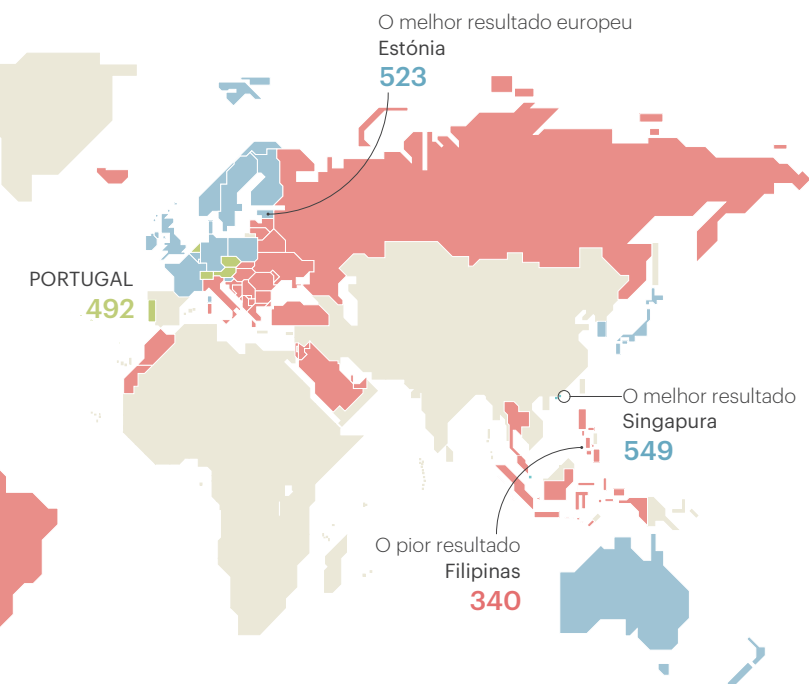 O melhor resultado europeu
Estónia
523
PORTUGAL
492
O melhor resultado
Singapura
549
O pior resultado
Filipinas
340